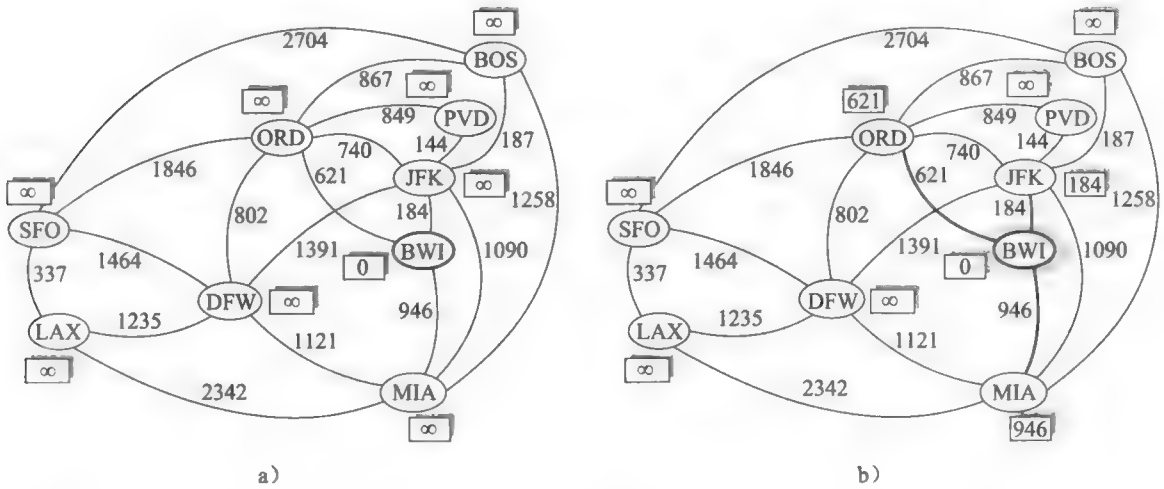 ∞
2704
BOS
867
∞
∞
849
PVD
ORD
187
740
144
1846
JFK
621
∞
∞
1258
802
184
SFO
1391
BWI
1090
1464
0
337
DFW
∞
946
LAX
1235
1121
∞
2342
MIA
∞
a)
∞
2704
BOS
867
∞
621
849
PVD
ORD
187
740
144
1846
JFK
621
184
∞
1258
802
184
SFO
1391
BWI
1090
1464
0
337
DFW
∞
946
LAX
1235
1121
∞
2342
MIA
946
b)